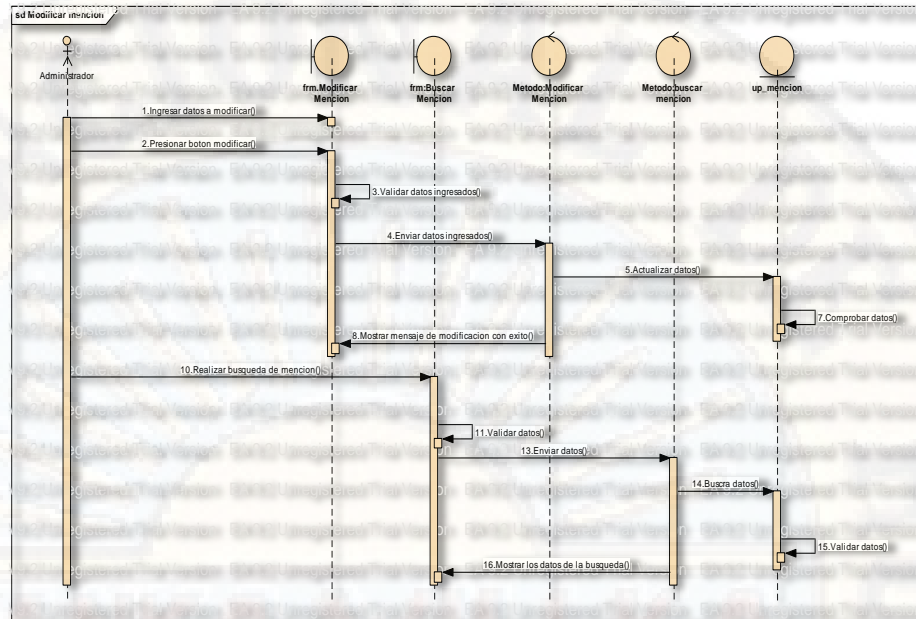 sd Modificar mencion
Administrador
frm.Modificar
Mencion
frm:Buscar
Mencion
Metodo:Modificar
Mencion
Metodo:buscar
mencion
up_mencion
1.Ingresar datos a modificar()
2.Presionar boton modificar()
3.Validar datos ingresados()
4.Enviar datos ingresados()
5.Actualizar datos()
7.Comprobar datos()
8.Mostrar mensaje de modificacion con exito()
10.Realizar busqueda de mencion()
11.Validar datos()
13.Enviar datos()
14.Buscra datos()
15.Validar datos()
16.Mostrar los datos de la busqueda()